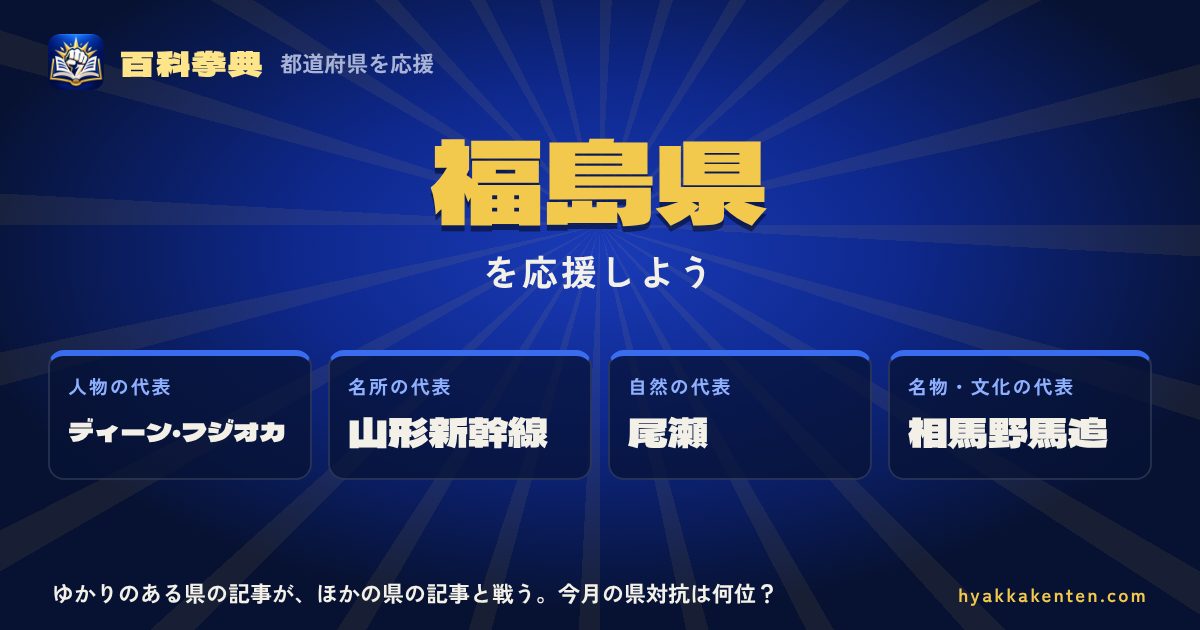 百科拳典 都道府県を応援
福島県
を応援しよう
人物の代表
ディーン・フジオカ
名所の代表
山形新幹線
自然の代表
尾瀬
名物・文化の代表
相馬野馬追
ゆかりのある県の記事が、ほかの県の記事と戦う。今月の県対抗は何位？
hyakkakenten.com